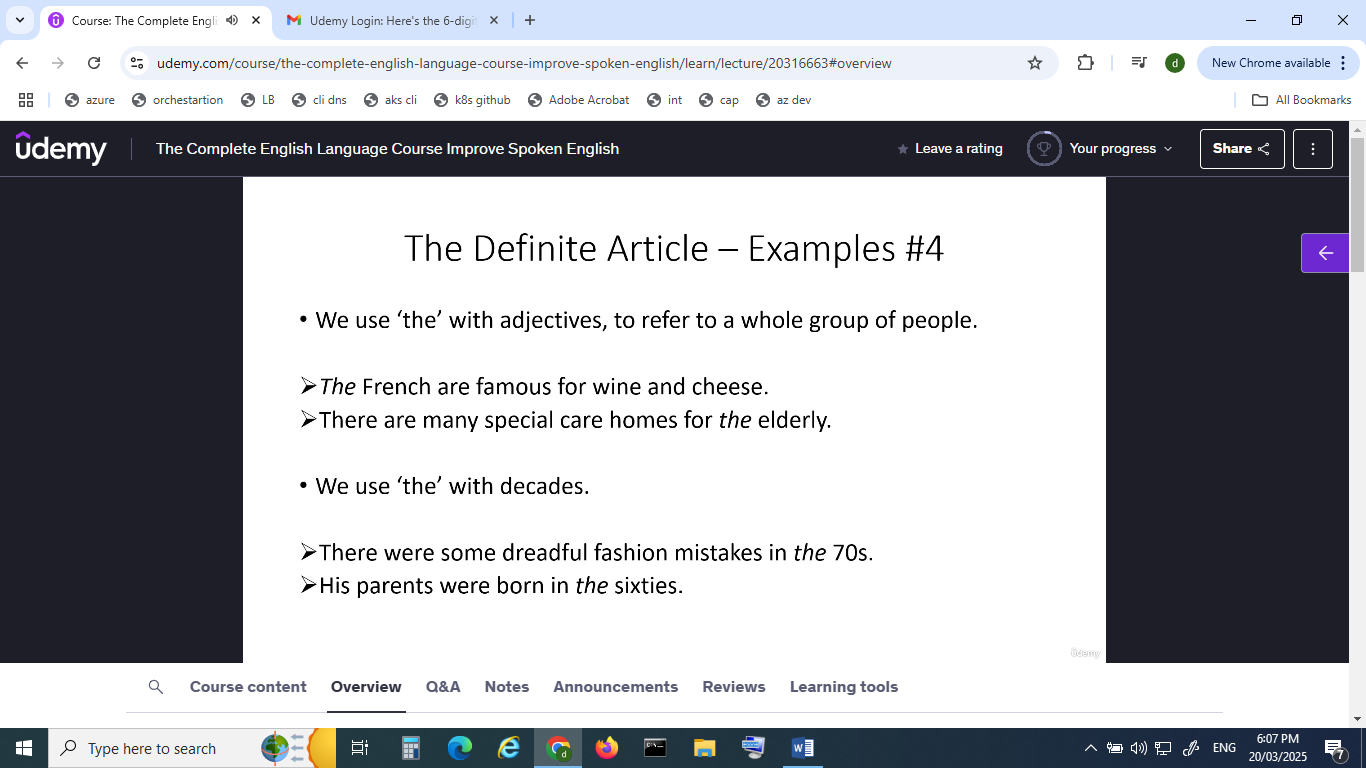 Course: The Complete Engli
Udemy Login: Here's the 6-digi
udemy.com/course/the-complete-english-language-course-improve-spoken-english/learn/lecture/20316663#overview
d
New Chrome available
azure
orchestartion
LB
cli dns
aks cli
k8s github
Adobe Acrobat
int
cap
az dev
All Bookmarks
ûdemy
The Complete English Language Course Improve Spoken English
Leave a rating
Your progress
Share
The Definite Article – Examples #4
• We use ‘the’ with adjectives, to refer to a whole group of people.
➢The French are famous for wine and cheese.
➢There are many special care homes for the elderly.
• We use ‘the’ with decades.
➢There were some dreadful fashion mistakes in the 70s.
➢His parents were born in the sixties.
ûdemy
Course content
Overview
Q&A
Notes
Announcements
Reviews
Learning tools
Type here to search
ENG
6:07 PM
20/03/2025
7